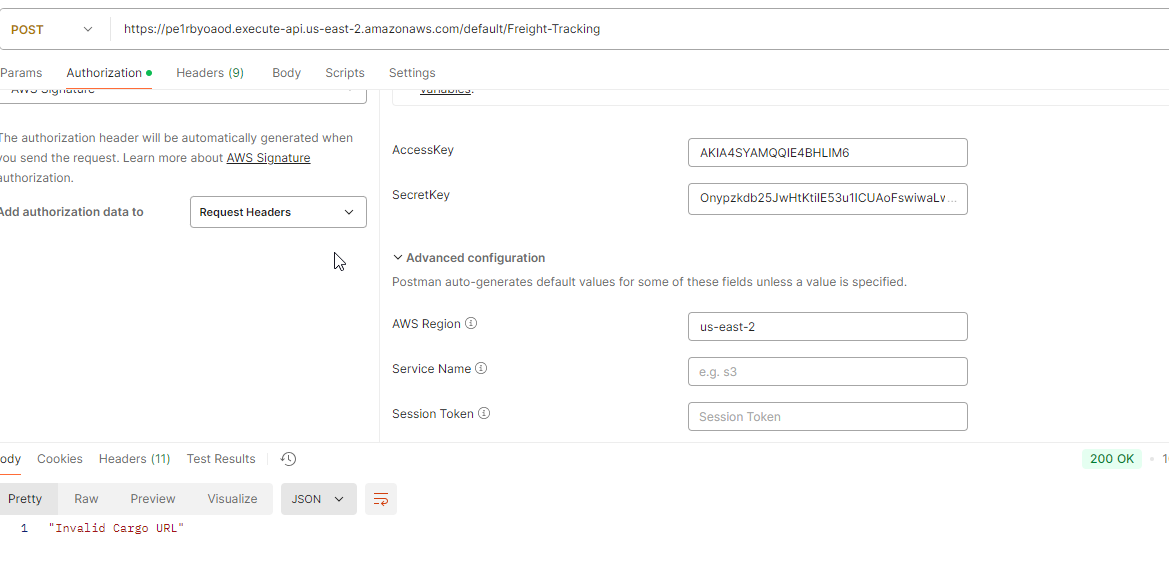 POST https://pe1rbyoaod.execute-api.us-east-2.amazonaws.com/default/Freight-Tracking
Params Authorization Headers (9) Body Scripts Settings
AWS Signature
variables.
The authorization header will be automatically generated when
you send the request. Learn more about AWS Signature
authorization.
Add authorization data to Request Headers
AccessKey AKIA4SYAMQQIE4BHLIM6
SecretKey
Advanced configuration
Postman auto-generates default values for some of these fields unless a value is specified.
AWS Region us-east-2
Service Name e.g. s3
Session Token Session Token
ody Cookies Headers (11) Test Results 200 OK
Pretty Raw Preview Visualize JSON
1 "Invalid Cargo URL"